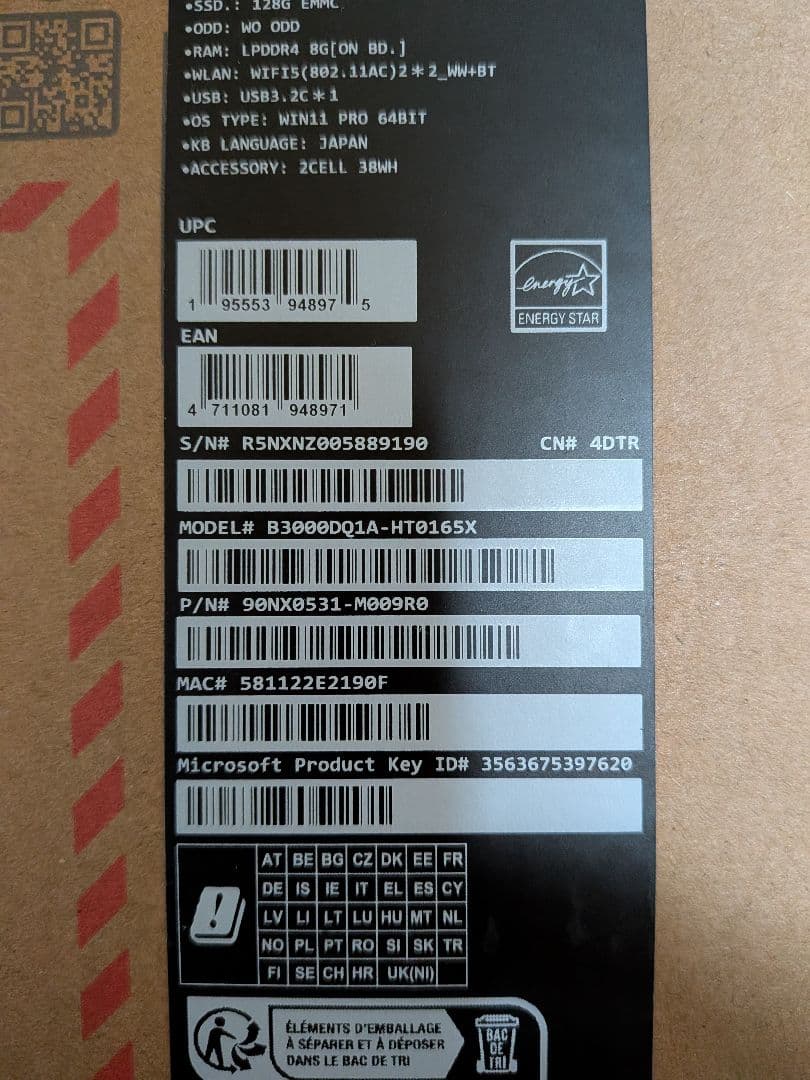 •SSD.: 128G EMMC
•ODD: WO ODD
•RAM: LPDDR4 8G[ON BD.]
•WLAN: WIFI5(802.11AC)2*2_WW+BT
•USB: USB3.2C*1
•OS TYPE: WIN11 PRO 64BIT
•KB LANGUAGE: JAPAN
•ACCESSORY: 2CELL 38WH
UPC
1 95553 94897 5
energy
ENERGY STAR
EAN
4 711081 948971
S/N# R5NXNZ005889190 CN# 4DTR
MODEL# B3000DQ1A-HT0165X
P/N# 90NX0531-M009R0
MAC# 581122E2190F
Microsoft Product Key ID# 3563675397620
AT BE BG CZ DK EE FR
DE IS IE IT EL ES CY
LV LI LT LU HU MT NL
NO PL PT RO SI SK TR
FI SE CH HR UK(NI)
ÉLÉMENTS D'EMBALLAGE
À SÉPARER ET À DÉPOSER
DANS LE BAC DE TRI
BAC
DE
TRI